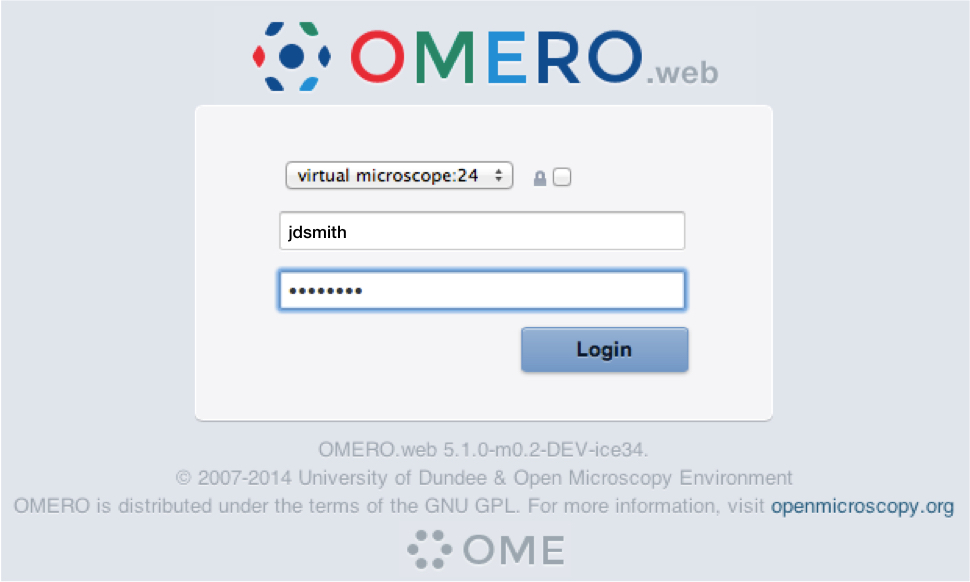 OMERO.web
virtual microscope:24
jdsmith
••••••••
Login
OMERO.web 5.1.0-m0.2-DEV-ice34.
© 2007-2014 University of Dundee & Open Microscopy Environment
OMERO is distributed under the terms of the GNU GPL. For more information, visit openmicroscopy.org
OME